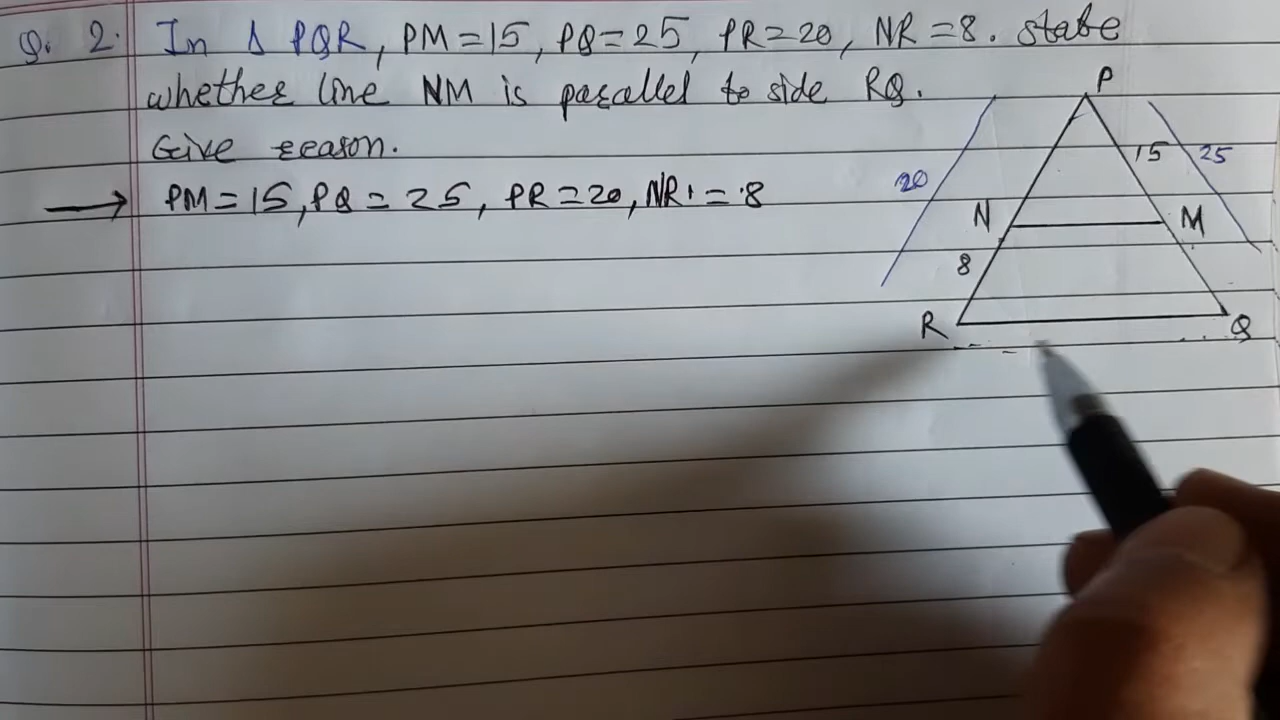 Q. 2. In Δ PQR, PM=15, PQ=25, PR=20, NR=8. state
whether line NM is parallel to side RQ.
Give reason.
→ PM=15, PQ=25, PR=20, NR=8
P
15
25
20
N
M
8
R
Q